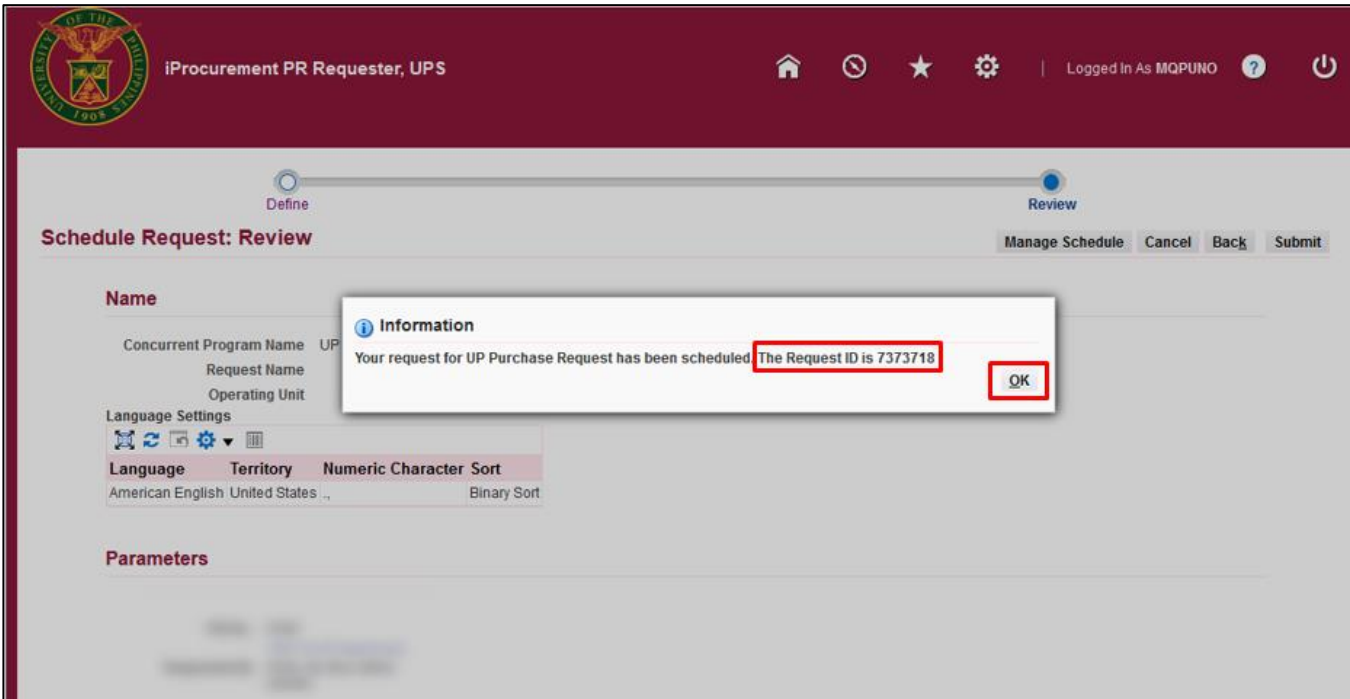 UNIVERSITY OF THE PHILIPPINES
1908
iProcurement PR Requester, UPS
| Logged In As MQPUNO ?
Define
Review
Schedule Request: Review
Manage Schedule Cancel Back Submit
Name
Information
Concurrent Program Name UP
Your request for UP Purchase Request has been scheduled. The Request ID is 7373718
Request Name
OK
Operating Unit
Language Settings
Language Territory Numeric Character Sort
American English United States ., Binary Sort
Parameters